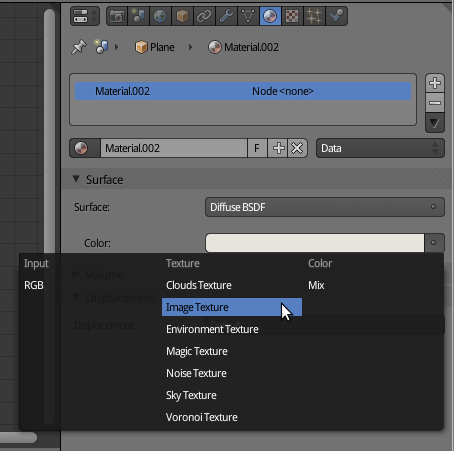 Plane Material.002
Material.002 Node <none>
Material.002 F Data
Surface
Surface: Diffuse BSDF
Color:
Input Texture Color
RGB Clouds Texture Mix
Volume
Image Texture
Displacement
Environment Texture
Magic Texture
Noise Texture
Sky Texture
Voronoi Texture